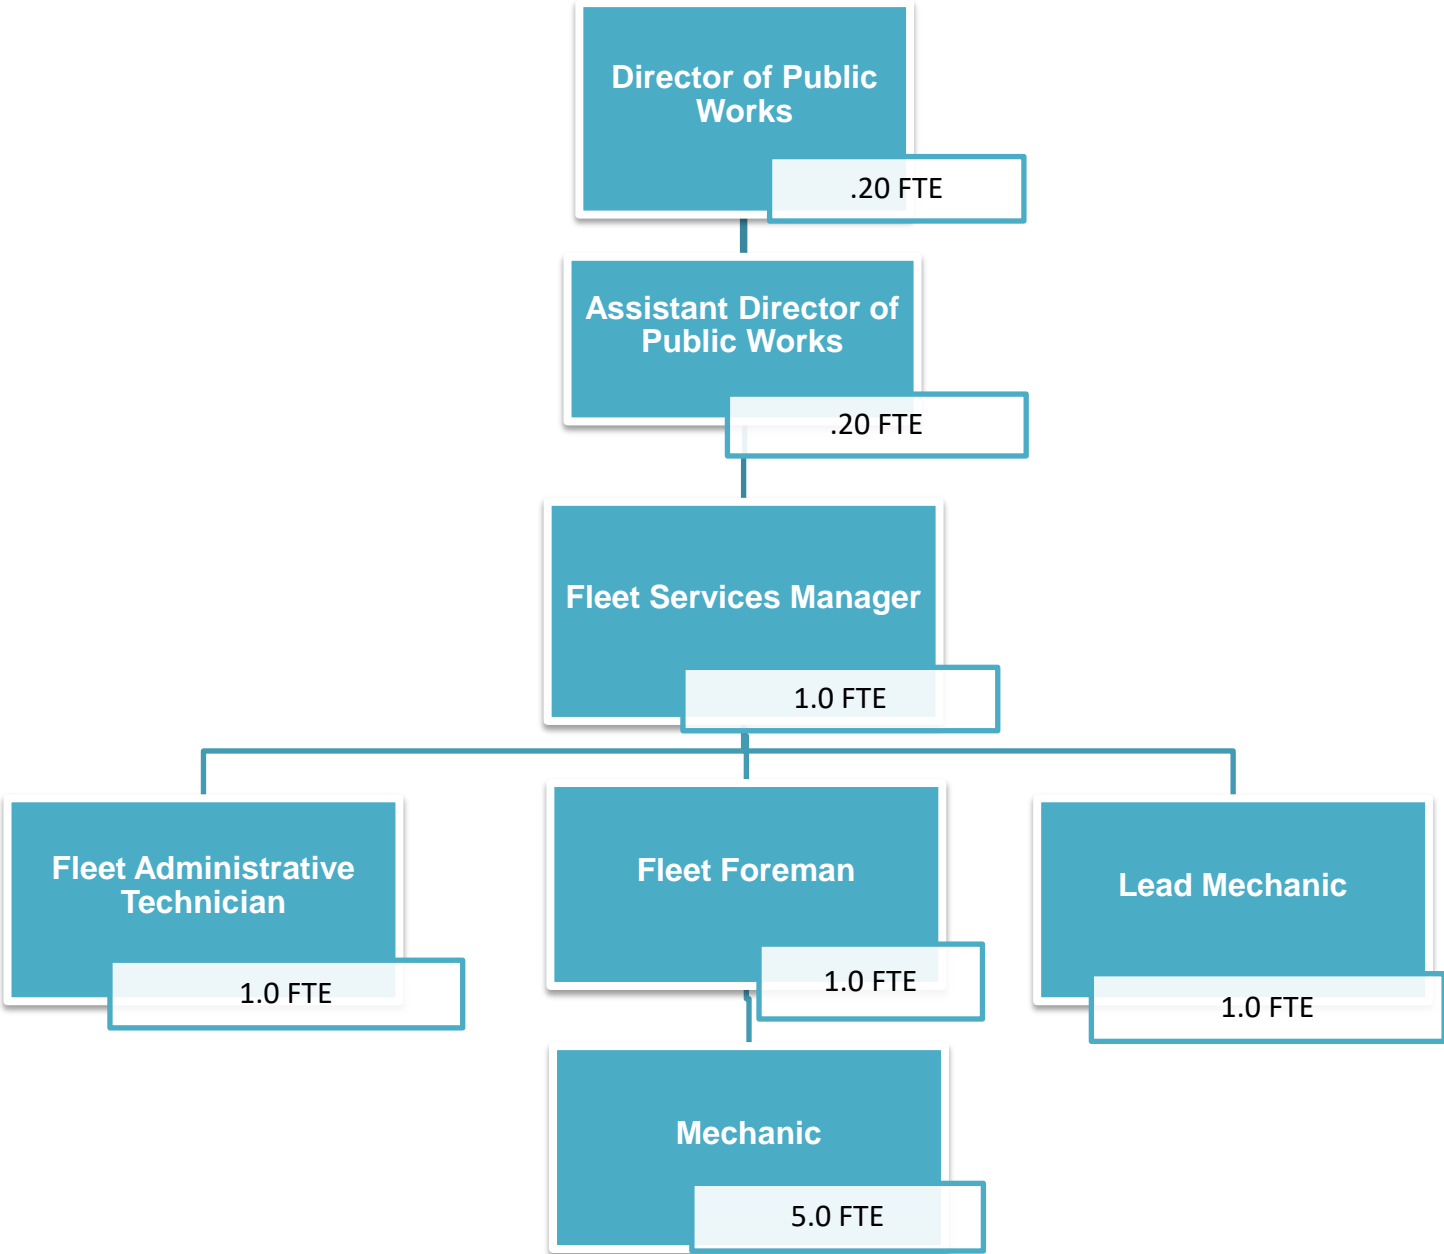 Director of Public
Works
.20 FTE
Assistant Director of
Public Works
.20 FTE
Fleet Services Manager
1.0 FTE
Fleet Administrative
Technician
1.0 FTE
Fleet Foreman
1.0 FTE
Lead Mechanic
1.0 FTE
Mechanic
5.0 FTE